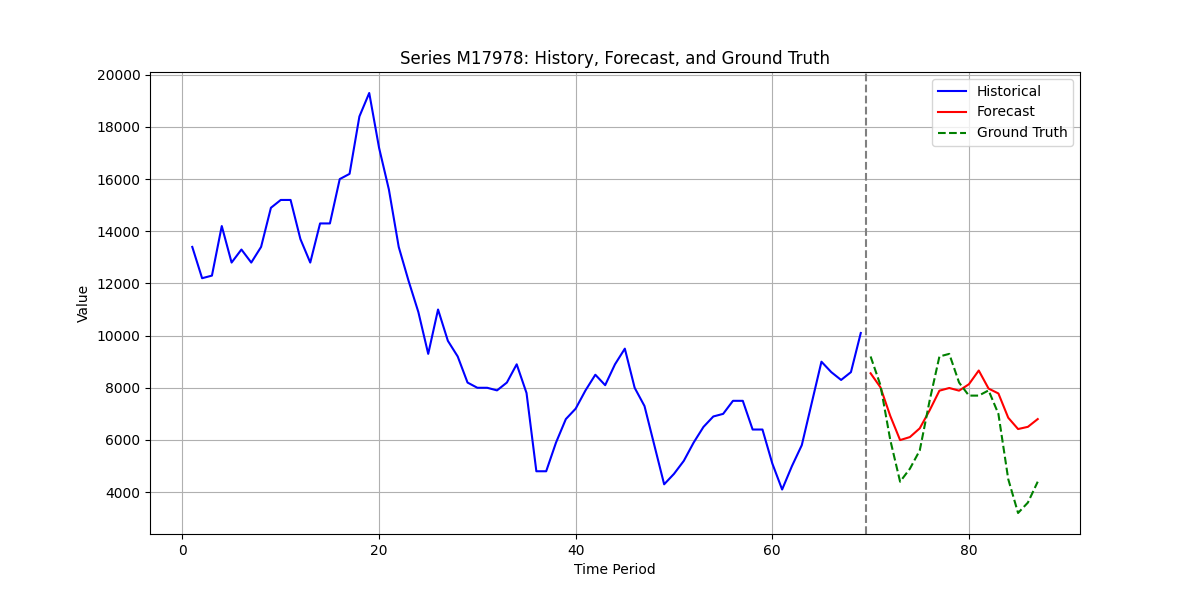 Series M17978: History, Forecast, and Ground Truth
Historical
Forecast
Ground Truth
Value
20000
18000
16000
14000
12000
10000
8000
6000
4000
0 20 40 60 80
Time Period